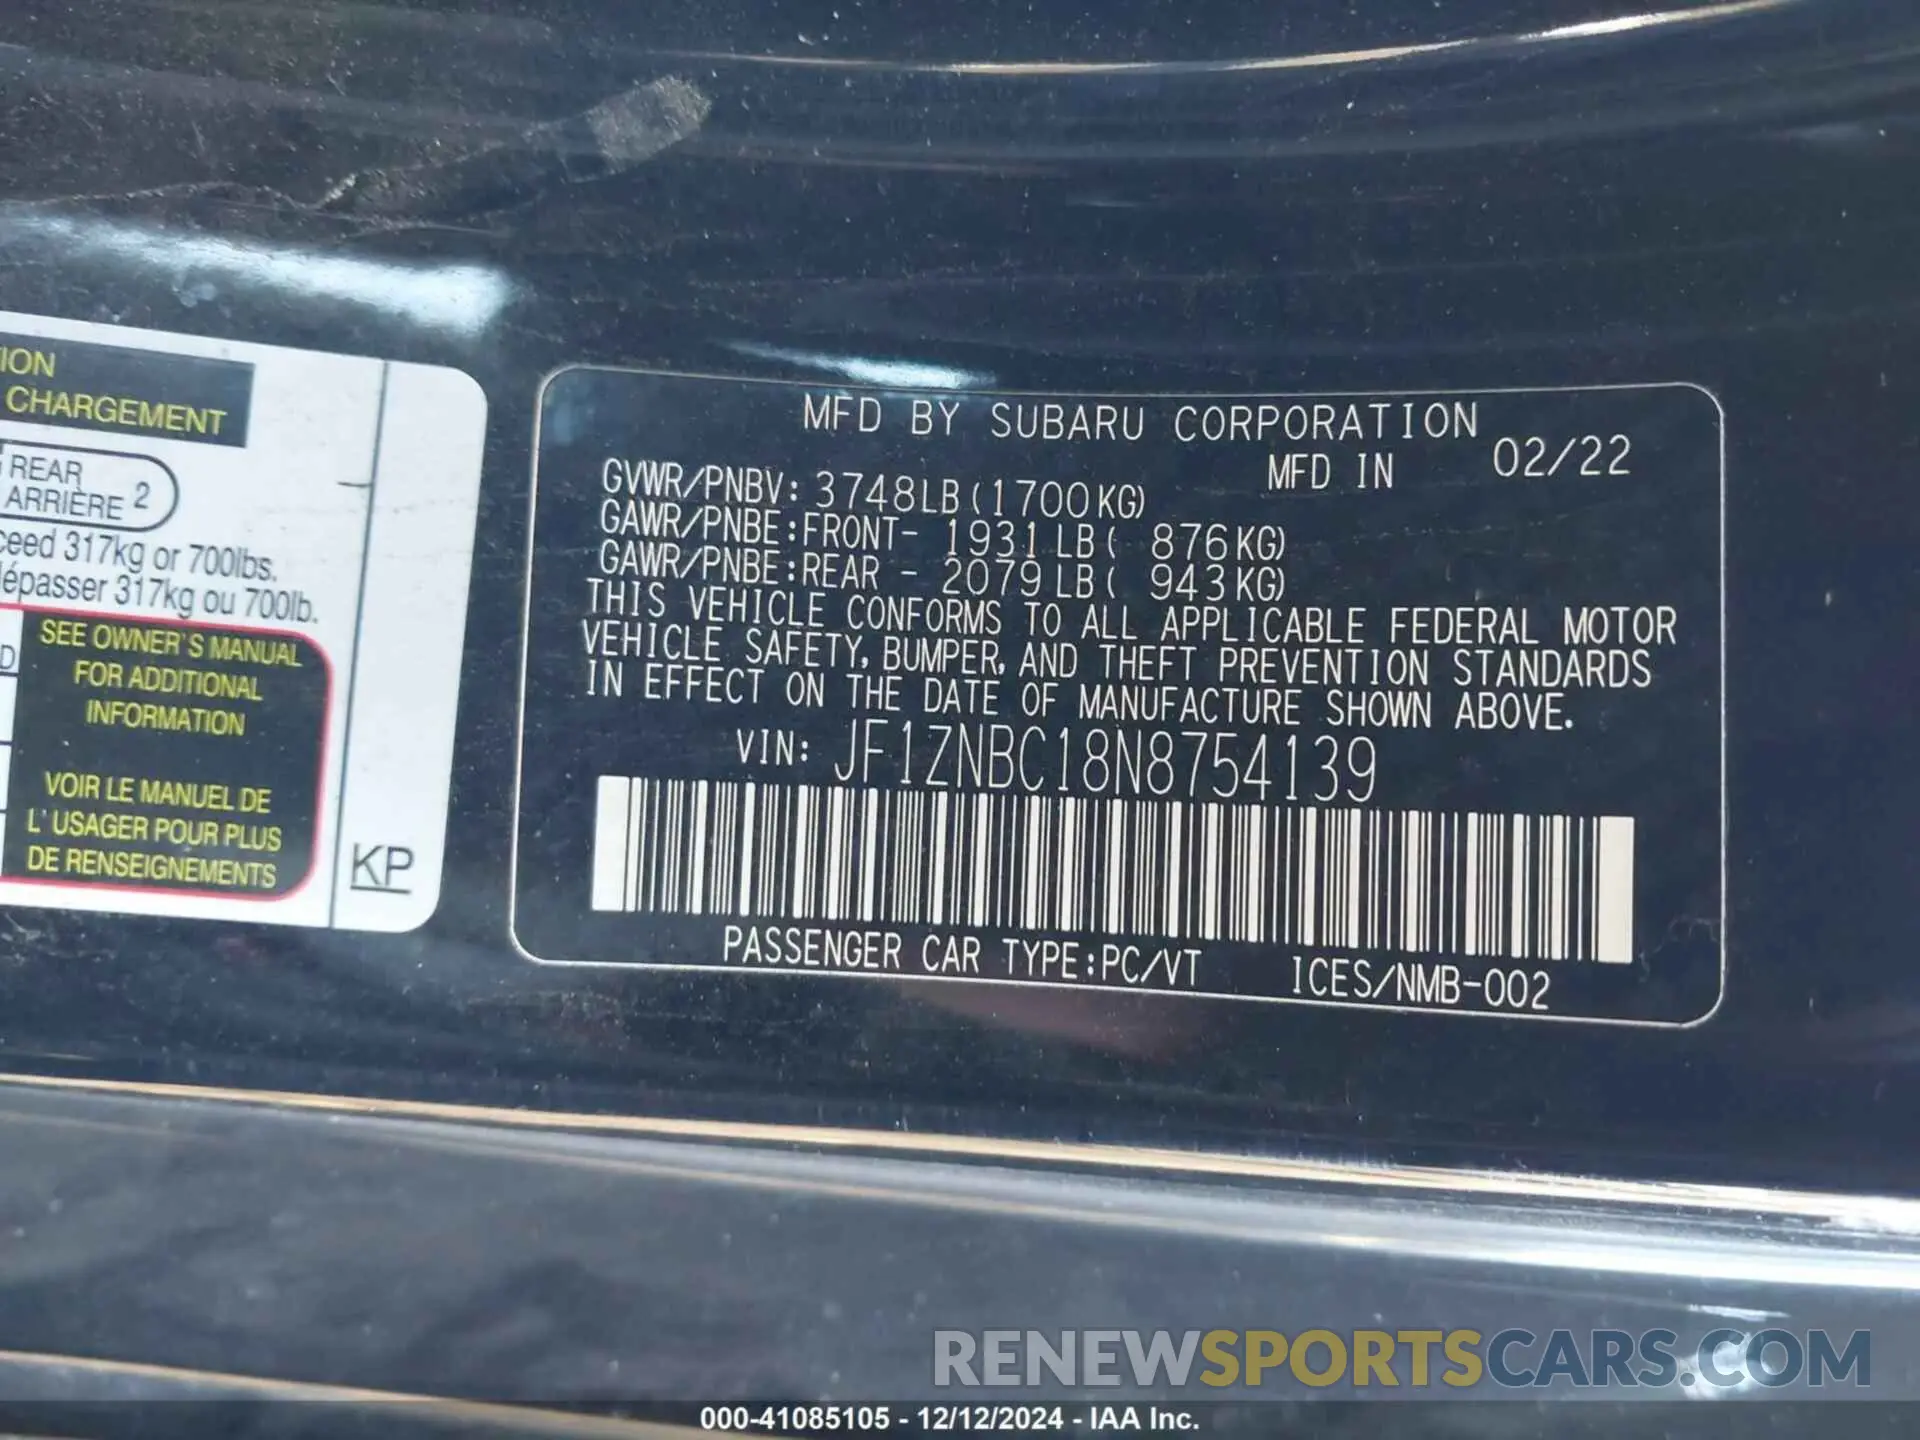 ION
CHARGEMENT
REAR
ARRIÈRE 2
ceed 317kg or 700lbs.
dépasser 317kg ou 700lb.
D
SEE OWNER'S MANUAL
FOR ADDITIONAL
INFORMATION
VOIR LE MANUEL DE
L'USAGER POUR PLUS
DE RENSEIGNEMENTS
KP
MFD BY SUBARU CORPORATION
MFD IN 02/22
GVWR/PNBV: 3748LB(1700KG)
GAWR/PNBE:FRONT- 1931LB( 876KG)
GAWR/PNBE:REAR - 2079LB( 943KG)
THIS VEHICLE CONFORMS TO ALL APPLICABLE FEDERAL MOTOR
VEHICLE SAFETY, BUMPER, AND THEFT PREVENTION STANDARDS
IN EFFECT ON THE DATE OF MANUFACTURE SHOWN ABOVE.
VIN: JF1ZNBC18N8754139
PASSENGER CAR TYPE:PC/VT ICES/NMB-002
RENEWSPORTSCARS.COM
000-41085105 - 12/12/2024 - IAA Inc.